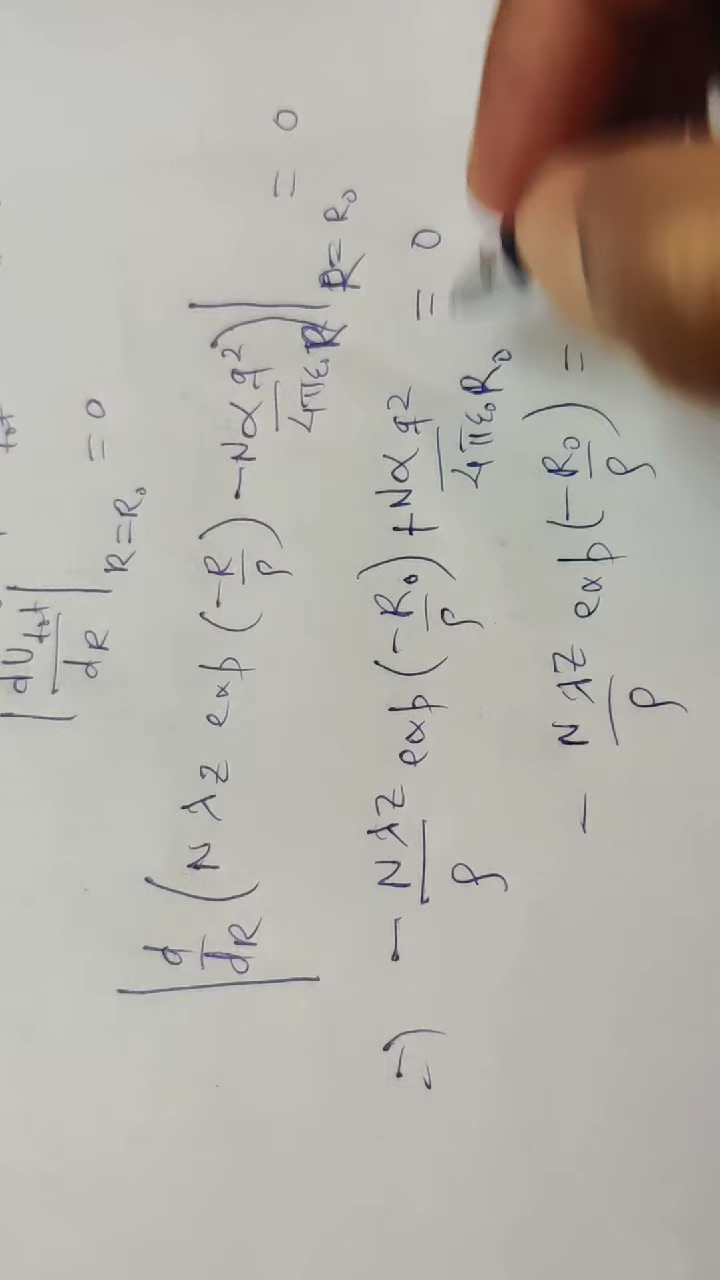 |dU_tot/dR|_{R=R₀} = 0
|d/dR (N λ z exp(-R/ρ) - Nα q²/4πε₀R)|_{R=R₀} = 0
⇒ - Nλz/ρ exp(-R₀/ρ) + Nα q²/4πε₀R₀ = 0
- Nλz/ρ exp(-R₀/ρ) =